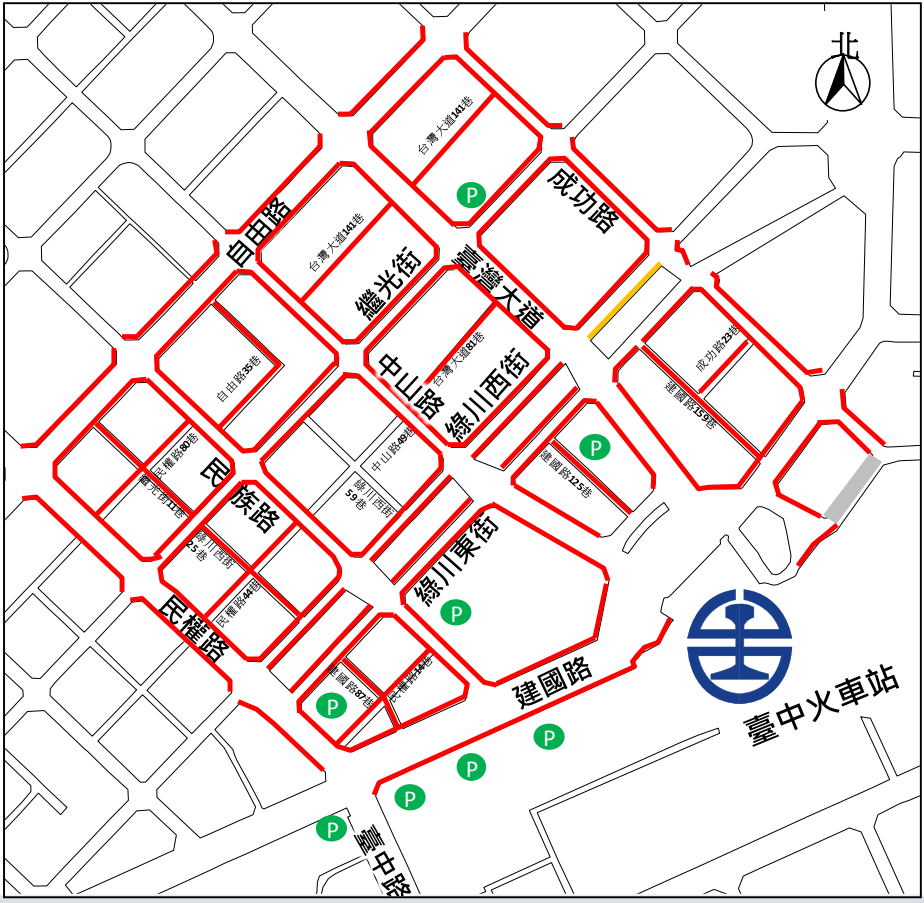 北
台灣大道141巷
P
成功路
自由路
台灣大道141巷
繼光街
臺灣大道
成功路23巷
自由路35巷
中山路
台灣大道81巷
綠川西街
建國路159巷
民權路80巷
繼光街11巷
民族路
中山路49巷
綠川西街
59巷
建國路125巷
P
綠川西街
25巷
民權路44巷
綠川東街
P
民權路
建國路87巷
民權路14巷
P
建國路
臺中火車站
P
P
P
P
臺中路